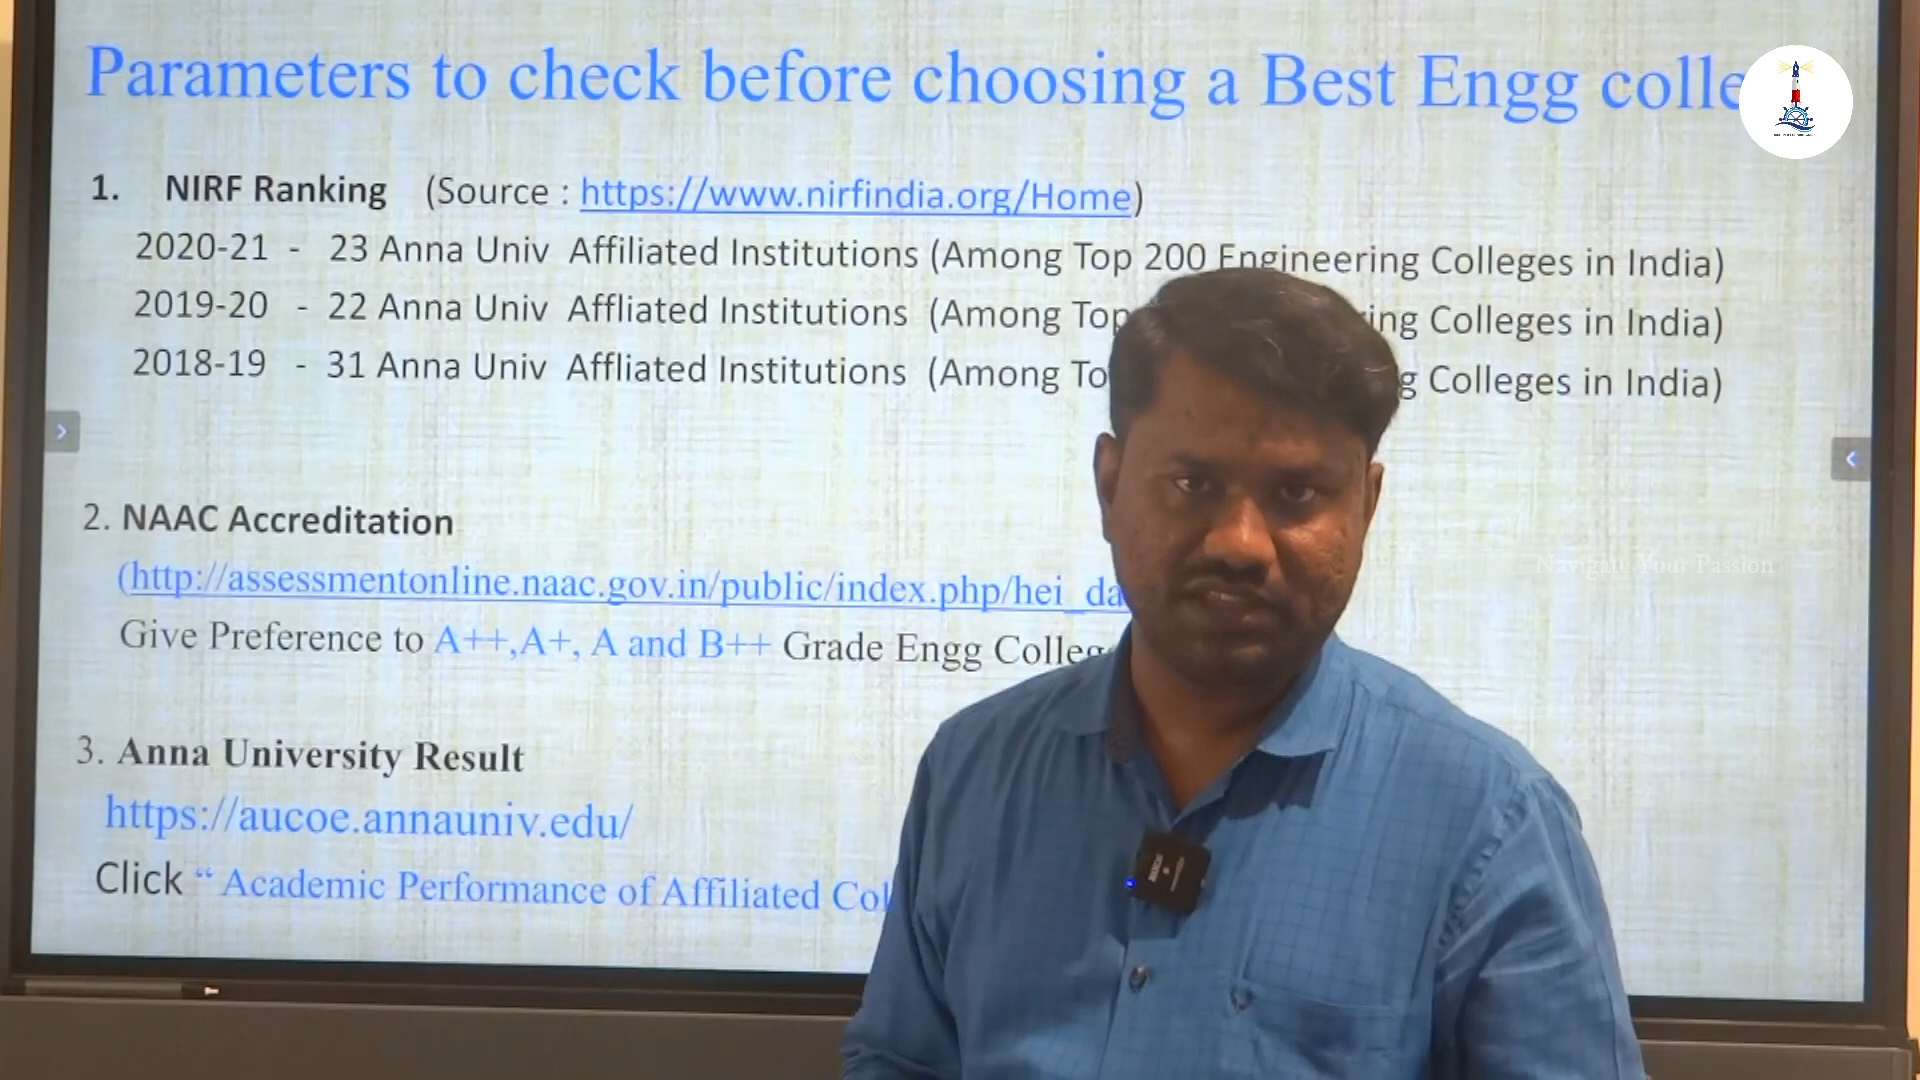 Parameters to check before choosing a Best Engg colle
1. NIRF Ranking (Source : https://www.nirfindia.org/Home)
2020-21 - 23 Anna Univ Affiliated Institutions (Among Top 200 Engineering Colleges in India)
2019-20 - 22 Anna Univ Affliated Institutions (Among Top ing Colleges in India)
2018-19 - 31 Anna Univ Affliated Institutions (Among To g Colleges in India)
2. NAAC Accreditation
(http://assessmentonline.naac.gov.in/public/index.php/hei_da
Give Preference to A++,A+, A and B++ Grade Engg Colleg
3. Anna University Result
https://aucoe.annauniv.edu/
Click “ Academic Performance of Affiliated Col
Navigate Your Passion